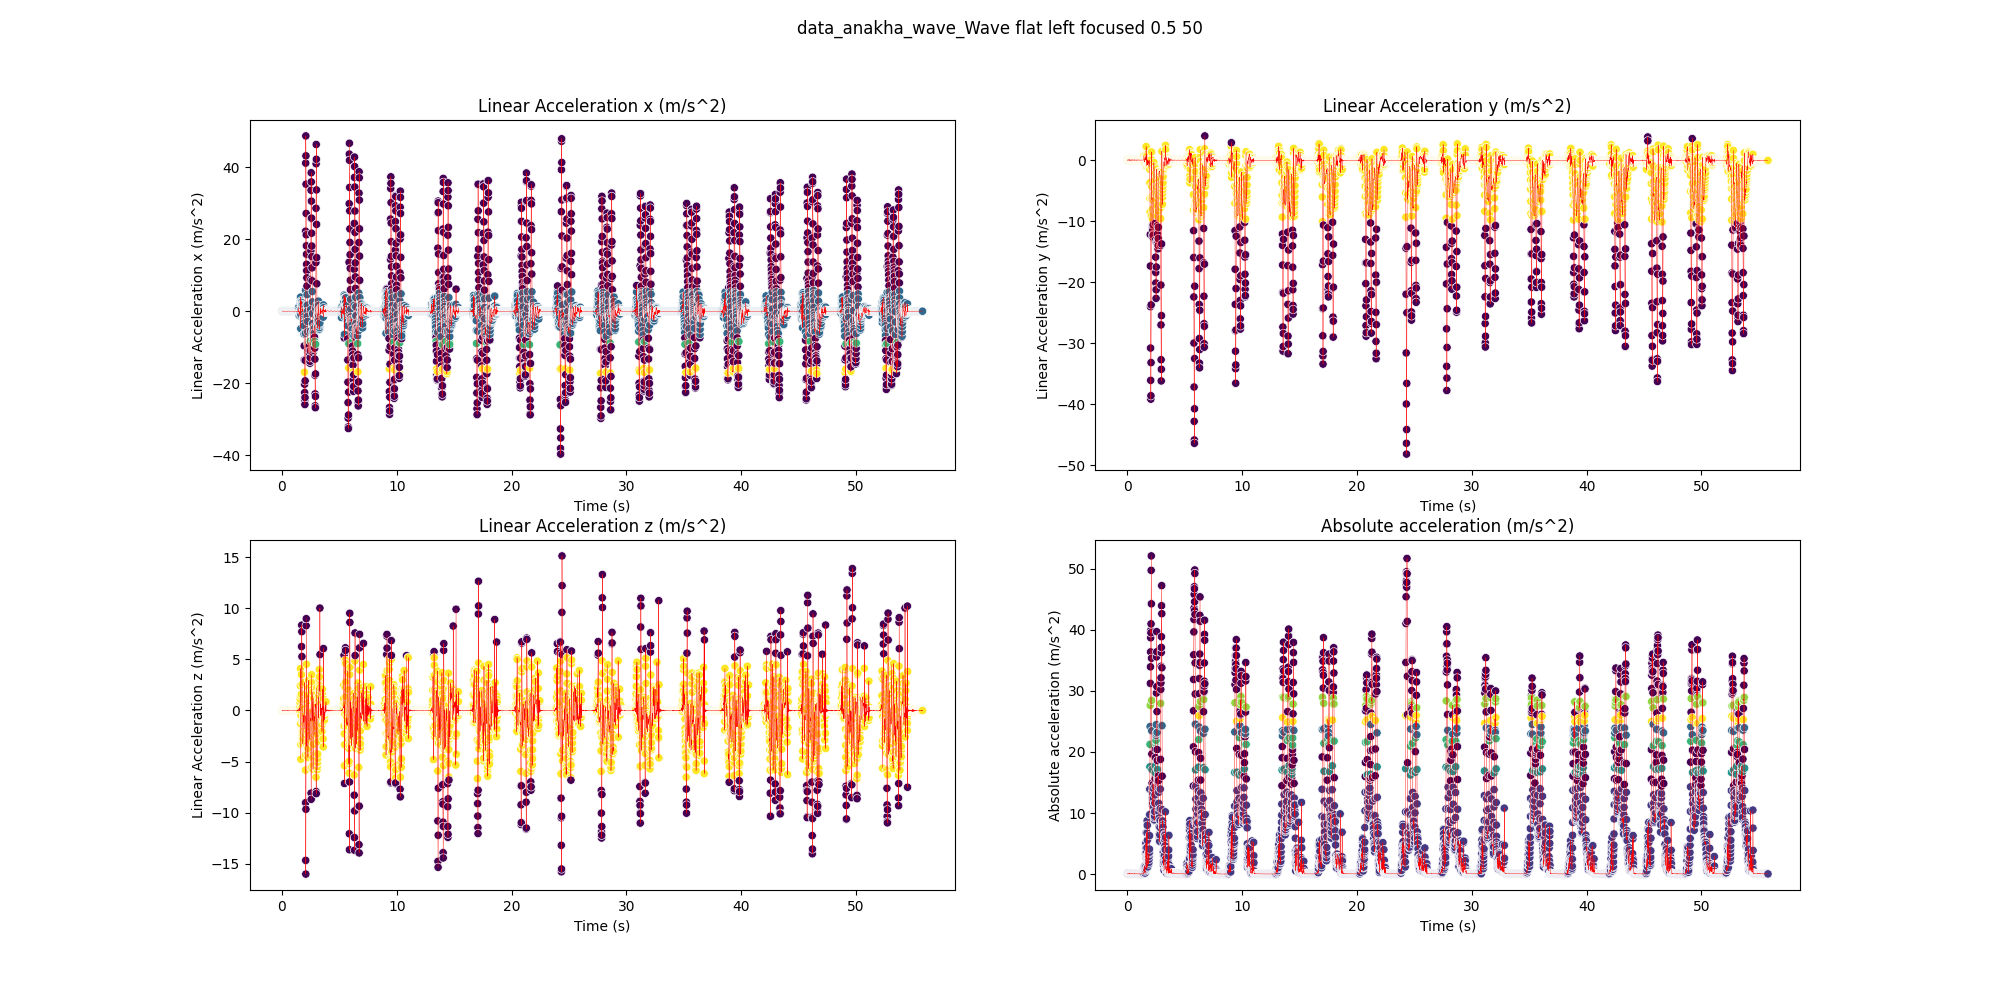 data_anakha_wave_Wave flat left focused 0.5 50
Linear Acceleration x (m/s^2)
Linear Acceleration x (m/s^2)
40
20
0
−20
−40
0 10 20 30 40 50
Time (s)
Linear Acceleration y (m/s^2)
Linear Acceleration y (m/s^2)
0
−10
−20
−30
−40
−50
0 10 20 30 40 50
Time (s)
Linear Acceleration z (m/s^2)
Linear Acceleration z (m/s^2)
15
10
5
0
−5
−10
−15
0 10 20 30 40 50
Time (s)
Absolute acceleration (m/s^2)
Absolute acceleration (m/s^2)
50
40
30
20
10
0
0 10 20 30 40 50
Time (s)